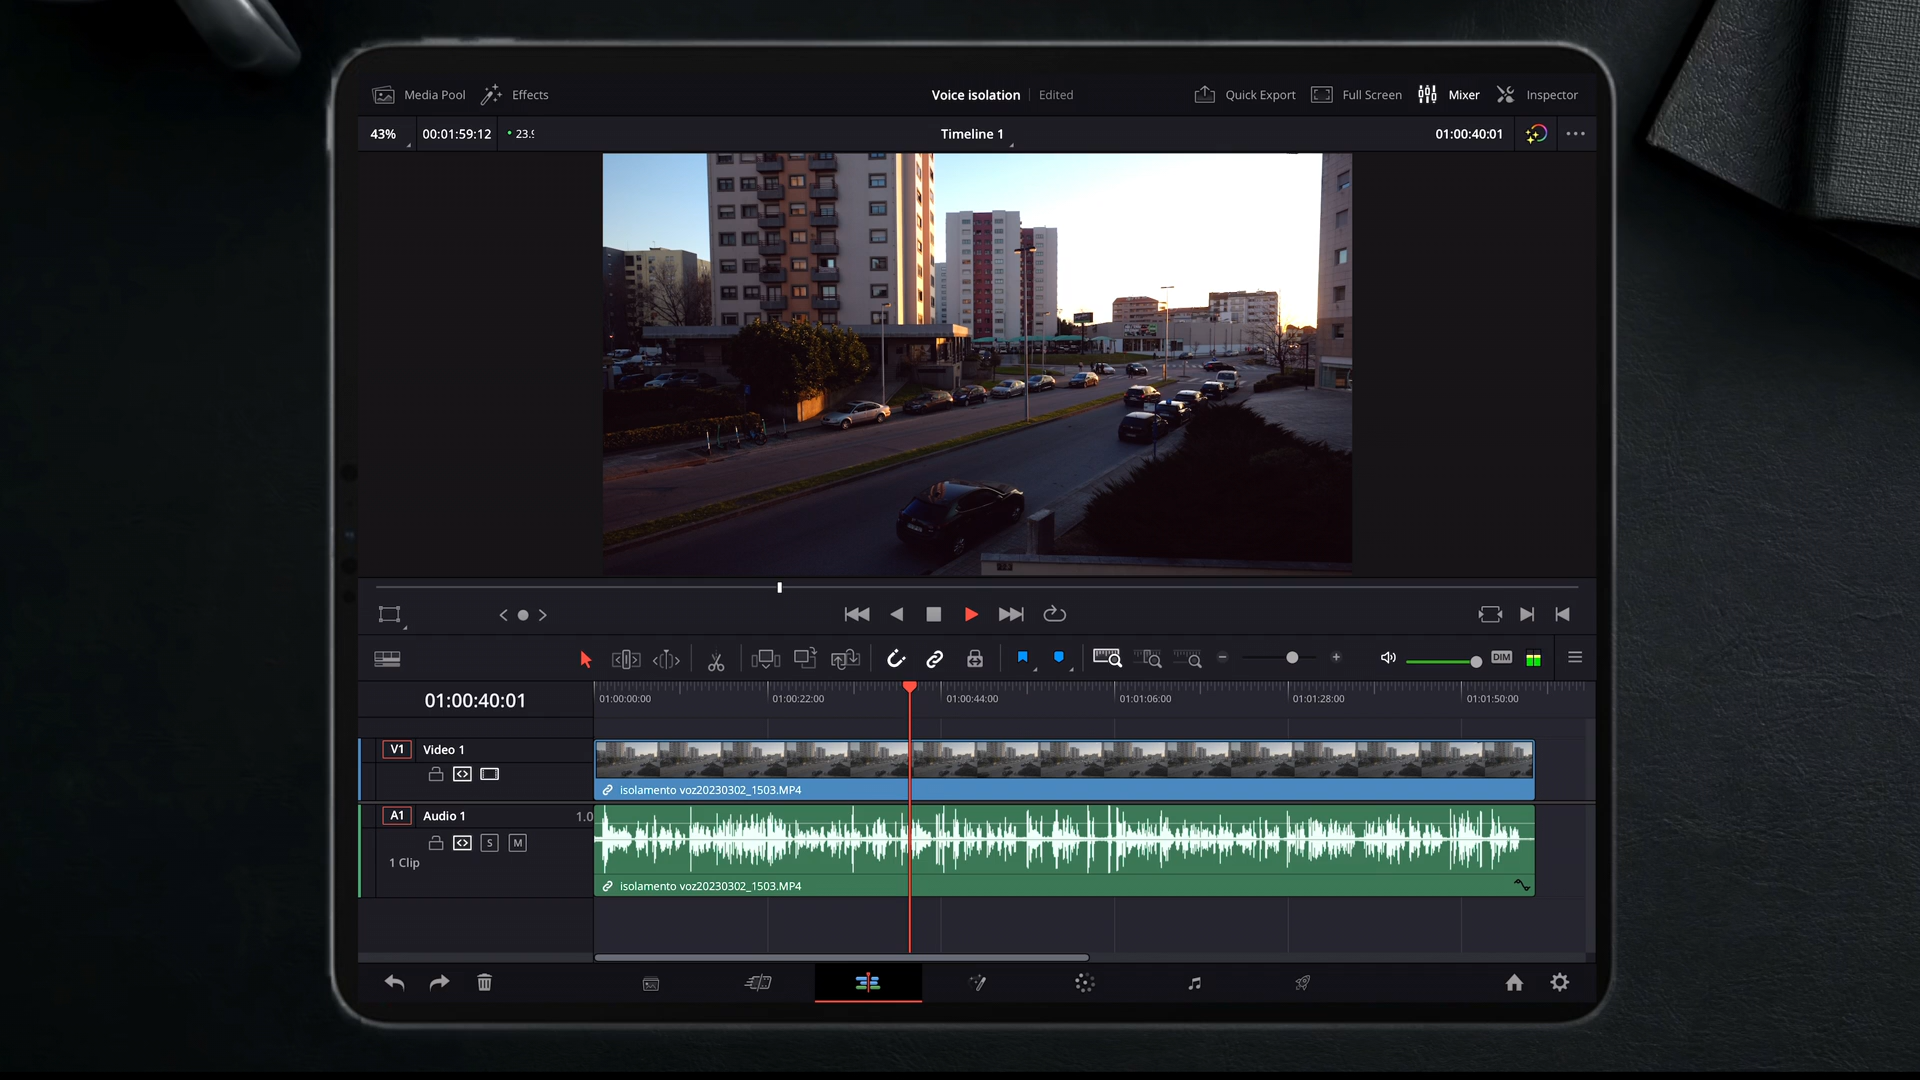 Media Pool Effects Voice isolation Edited Quick Export Full Screen Mixer Inspector
43% 00:01:59:12 23.9 Timeline 1 01:00:40:01
DIM
01:00:40:01 01:00:00:00 01:00:22:00 01:00:44:00 01:01:06:00 01:01:28:00 01:01:50:00
V1 Video 1
isolamento voz20230302_1503.MP4
A1 Audio 1 1.0
S M
1 Clip
isolamento voz20230302_1503.MP4